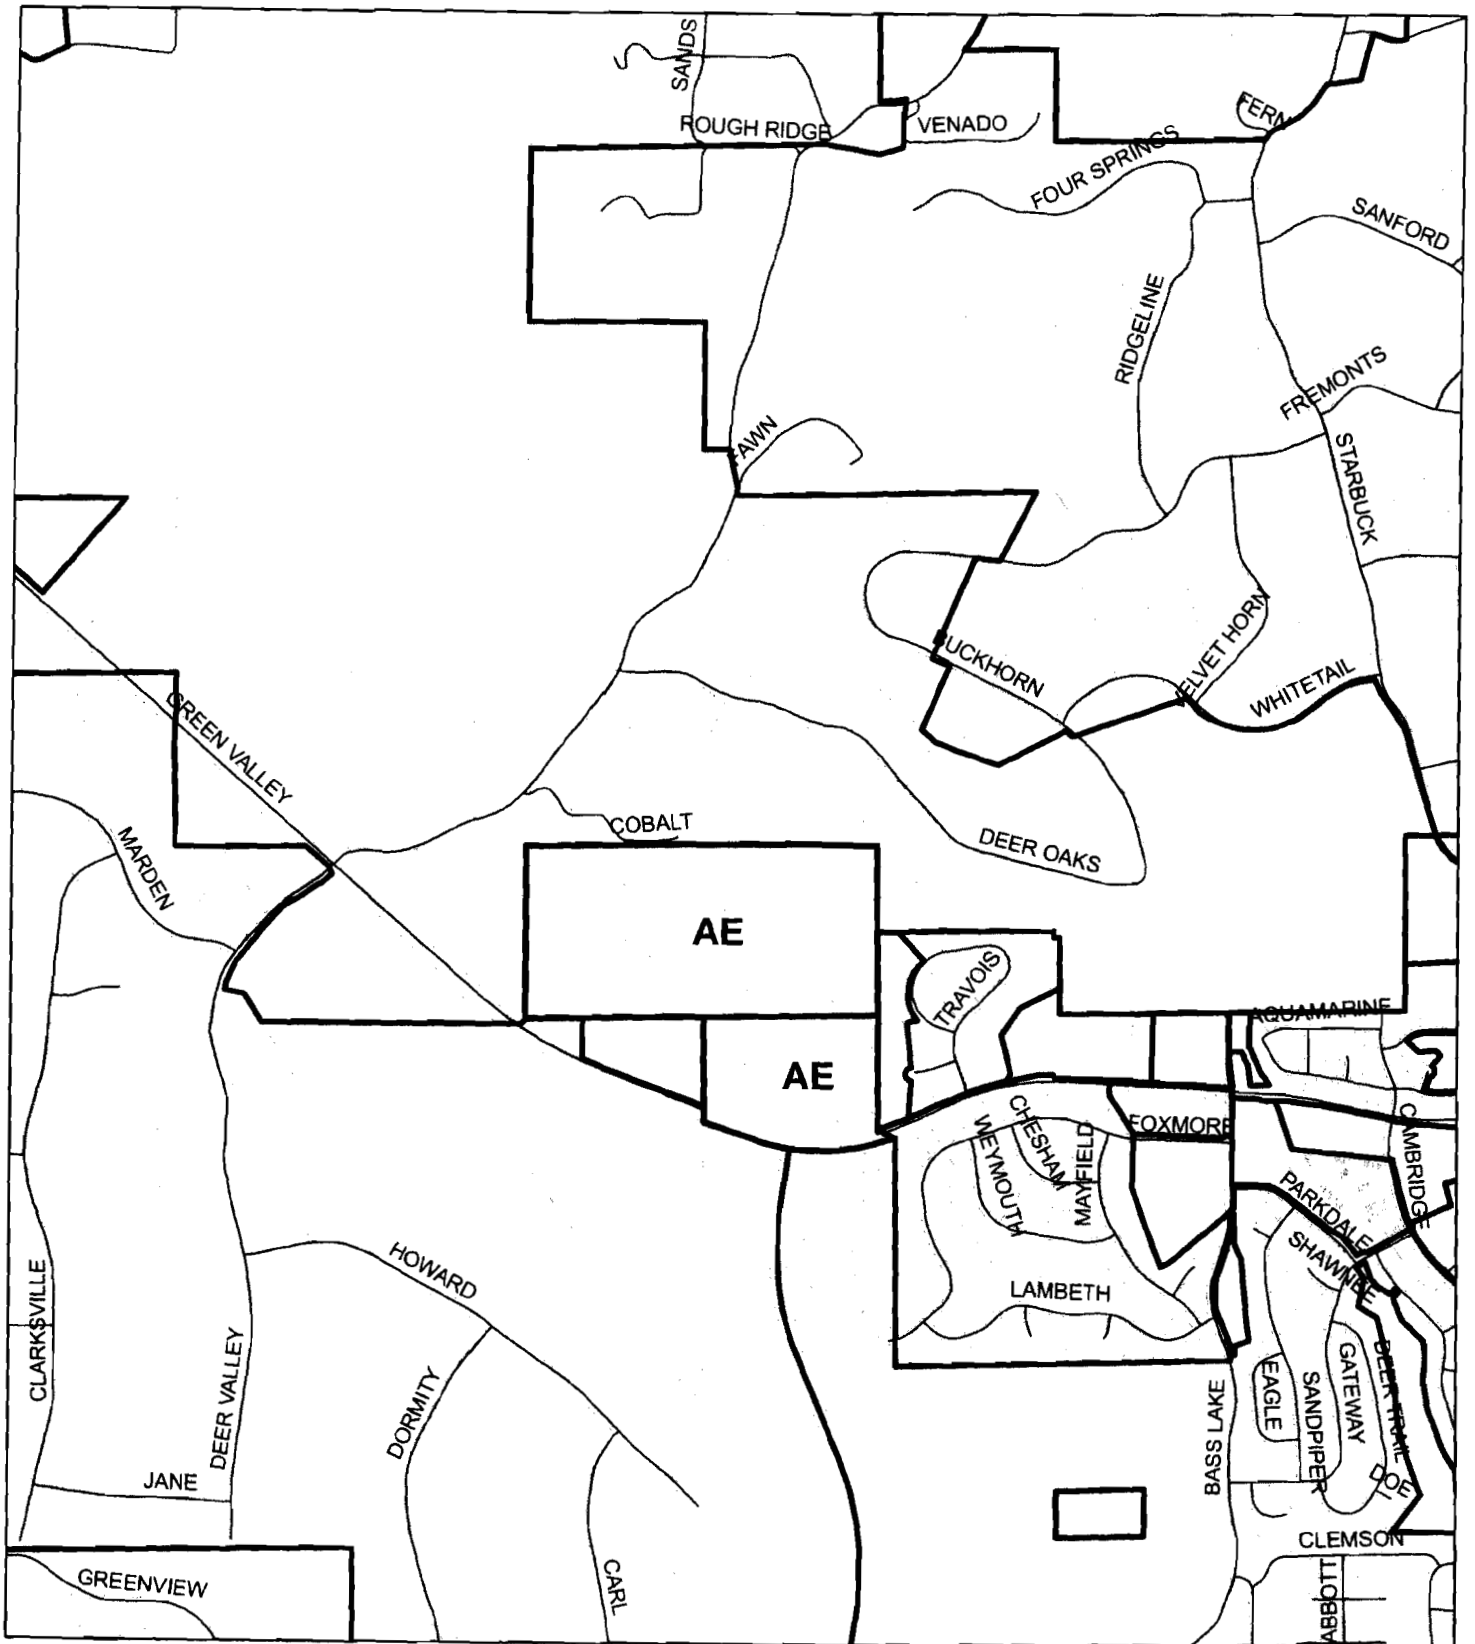 SANDS
ROUGH RIDGE
VENADO
FERN
FOUR SPRINGS
SANFORD
RIDGELINE
FREMONTS
FAWN
STARBUCK
BUCKHORN
VELVET HORN
WHITETAIL
GREEN VALLEY
COBALT
MARDEN
DEER OAKS
AE
TRAVOIS
AQUAMARINE
AE
CHESHAM
WEYMOUTH
MAYFIELD
FOXMORE
CAMBRIDGE
PARKDALE
SHAWNEE
HOWARD
LAMBETH
CLARKSVILLE
DEER VALLEY
DORMITY
BASS LAKE
EAGLE
SANDPIPER
GATEWAY
DEER TRAIL
DOE
JANE
CLEMSON
GREENVIEW
CARL
ABBOTT